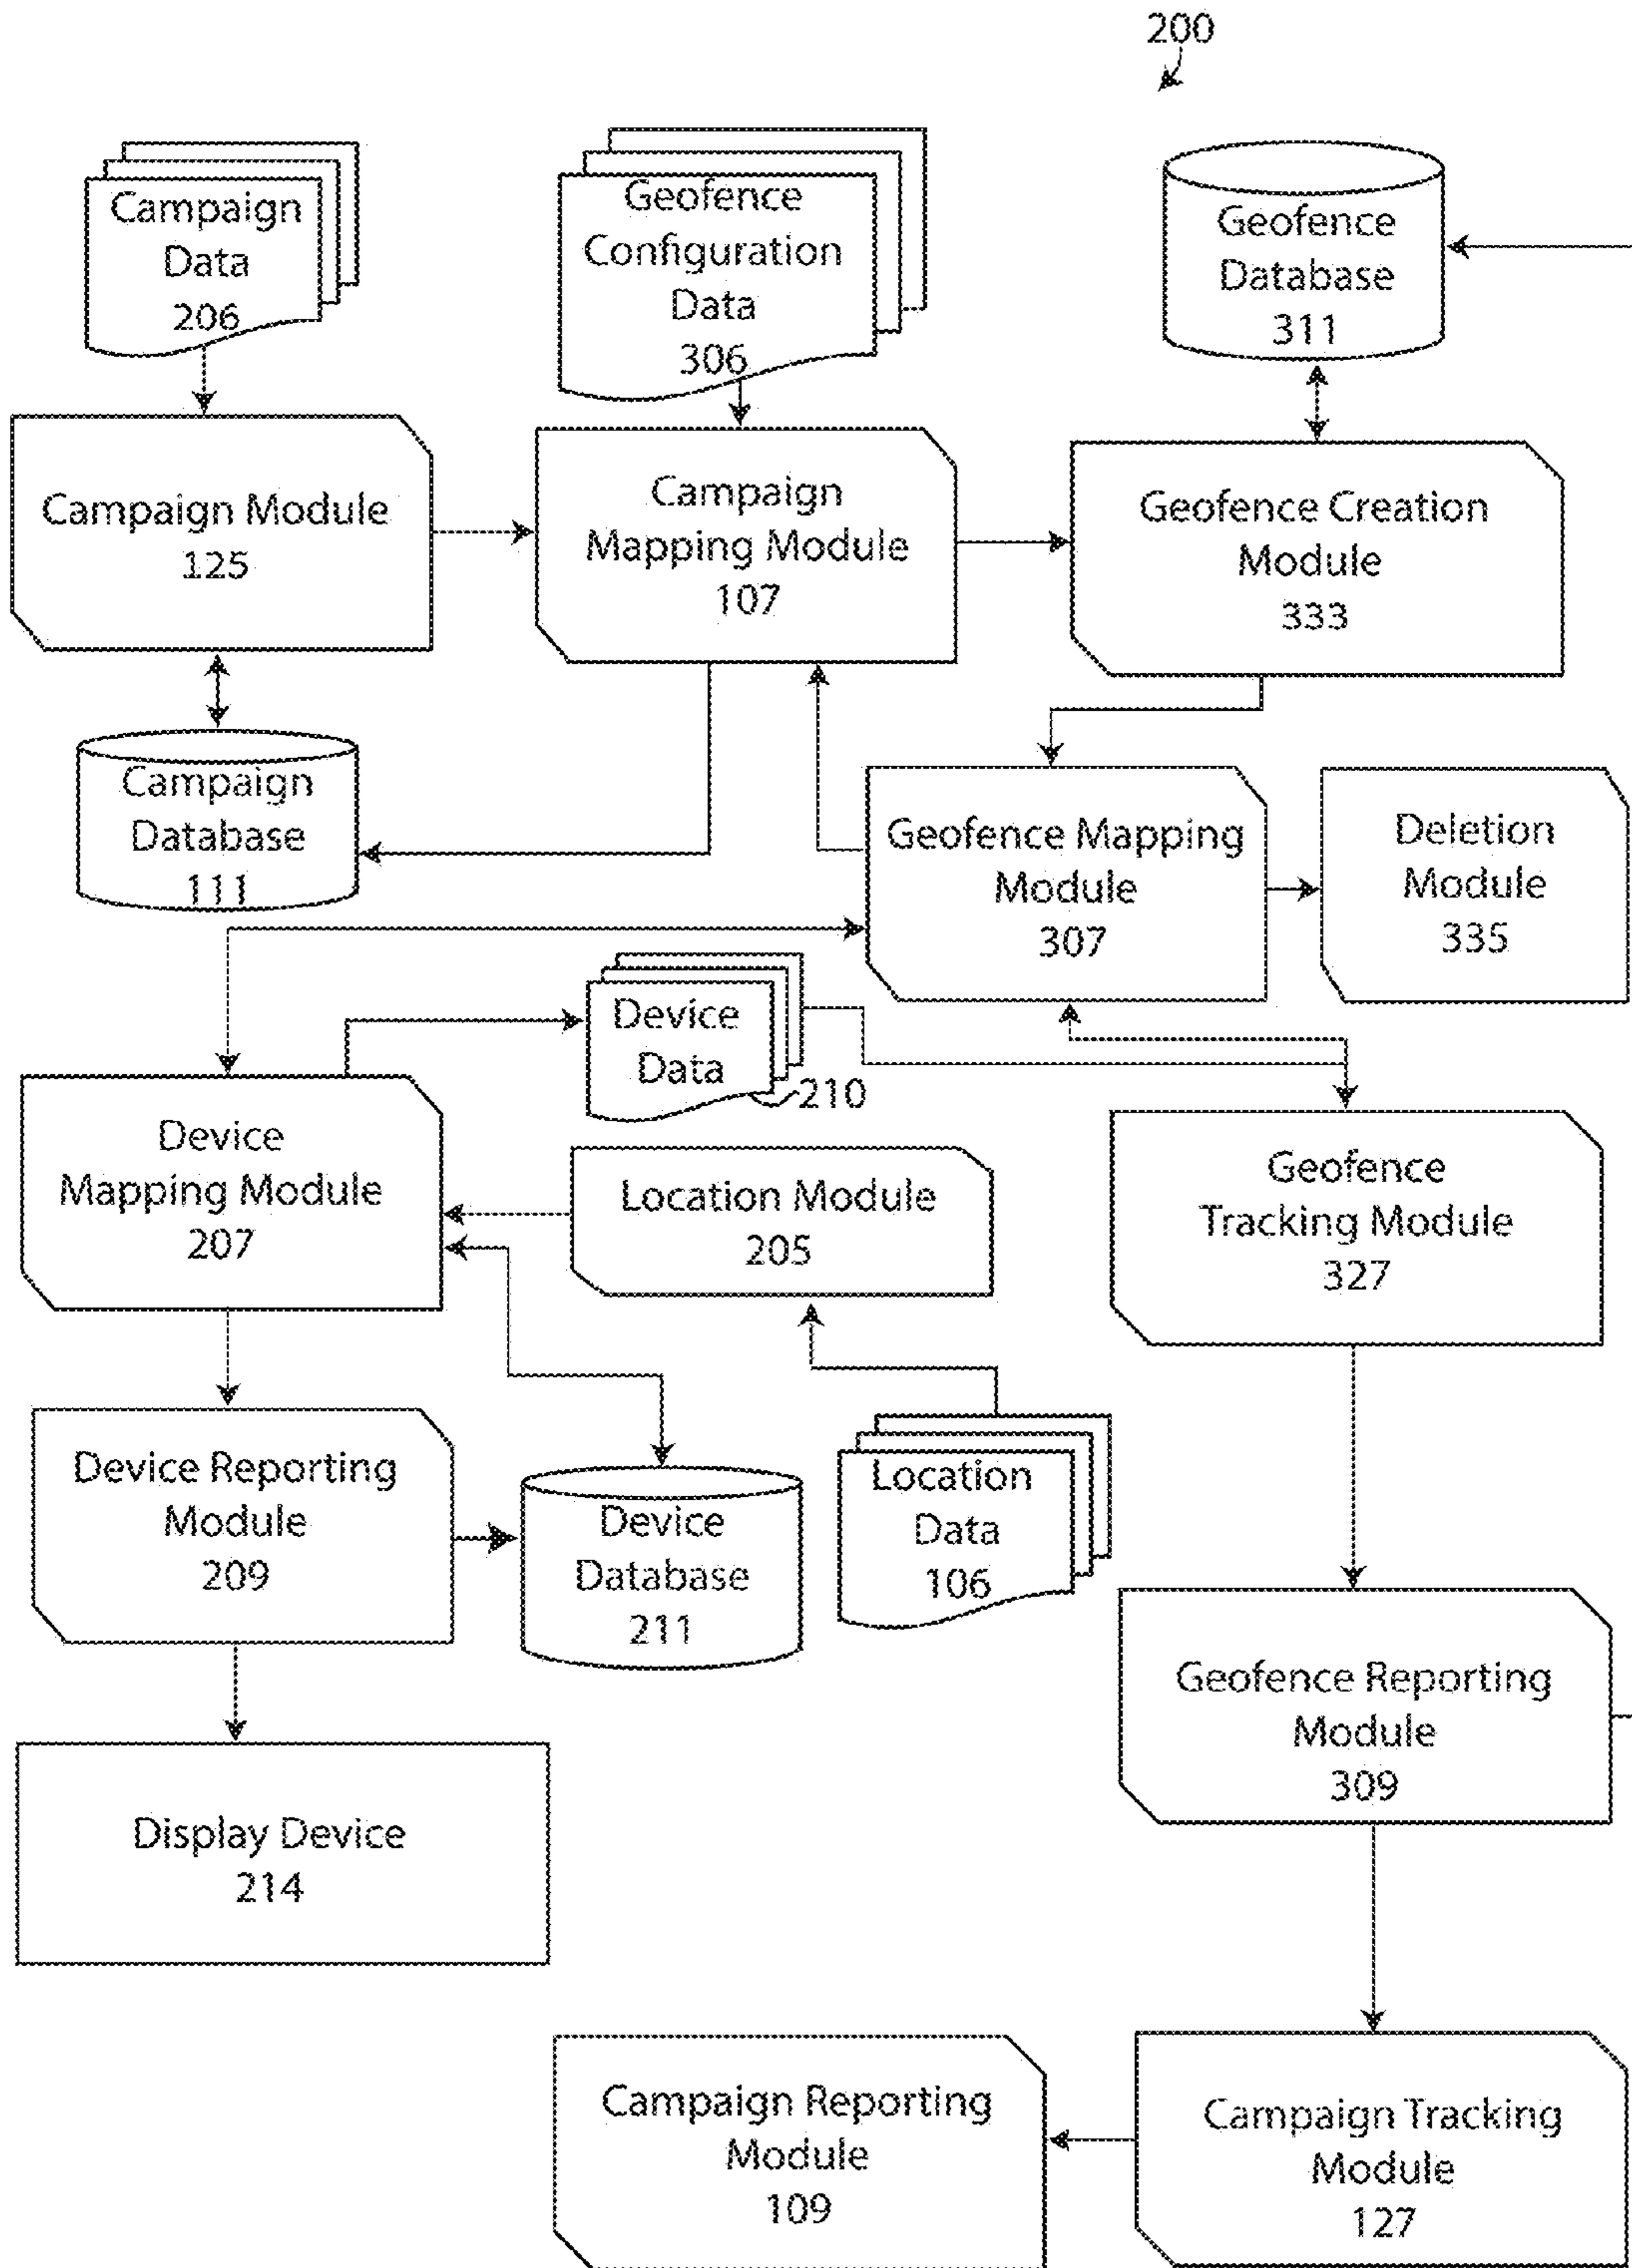 200
Campaign
Data
206
Geofence
Configuration
Data
306
Geofence
Database
311
Campaign Module
125
Campaign
Mapping Module
107
Geofence Creation
Module
333
Campaign
Database
111
Geofence Mapping
Module
307
Deletion
Module
335
Device
Data
210
Device
Mapping Module
207
Location Module
205
Geofence
Tracking Module
327
Device Reporting
Module
209
Device
Database
211
Location
Data
106
Geofence Reporting
Module
309
Display Device
214
Campaign Reporting
Module
109
Campaign Tracking
Module
127